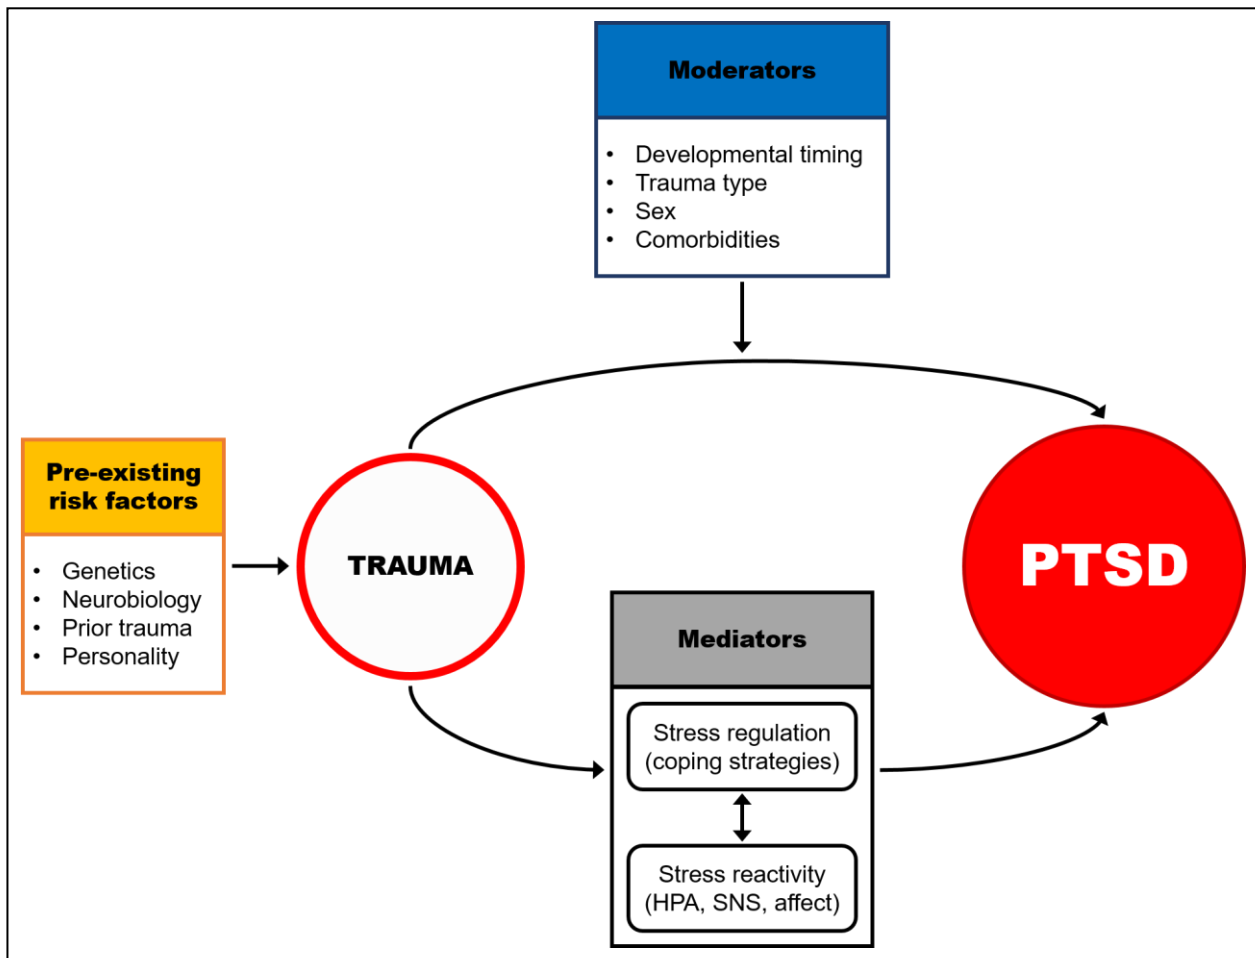 Moderators
• Developmental timing
• Trauma type
• Sex
• Comorbidities
Pre-existing
risk factors
• Genetics
• Neurobiology
• Prior trauma
• Personality
TRAUMA
PTSD
Mediators
Stress regulation
(coping strategies)
Stress reactivity
(HPA, SNS, affect)